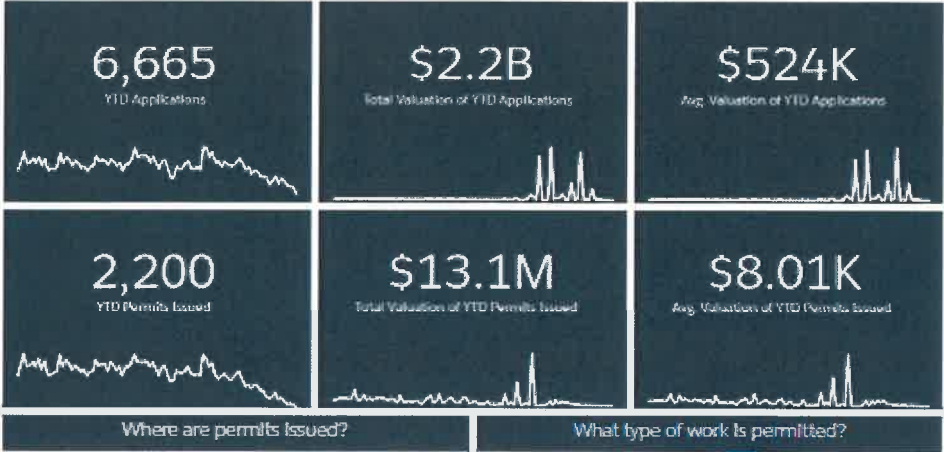 6,665
YTD Applications
$2.2B
Total Valuation of YTD Applications
$524K
Avg. Valuation of YTD Applications
2,200
YTD Permits Issued
$13.1M
Total Valuation of YTD Permits Issued
$8.01K
Avg. Valuation of YTD Permits Issued
Where are permits issued?
What type of work is permitted?